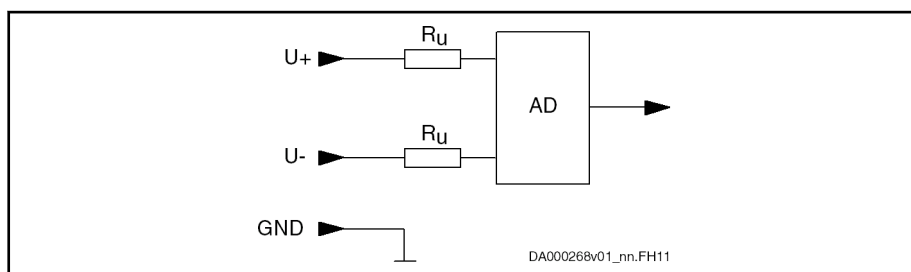 Ru
U+
AD
Ru
U-
GND
DA000268v01_nn.FH11